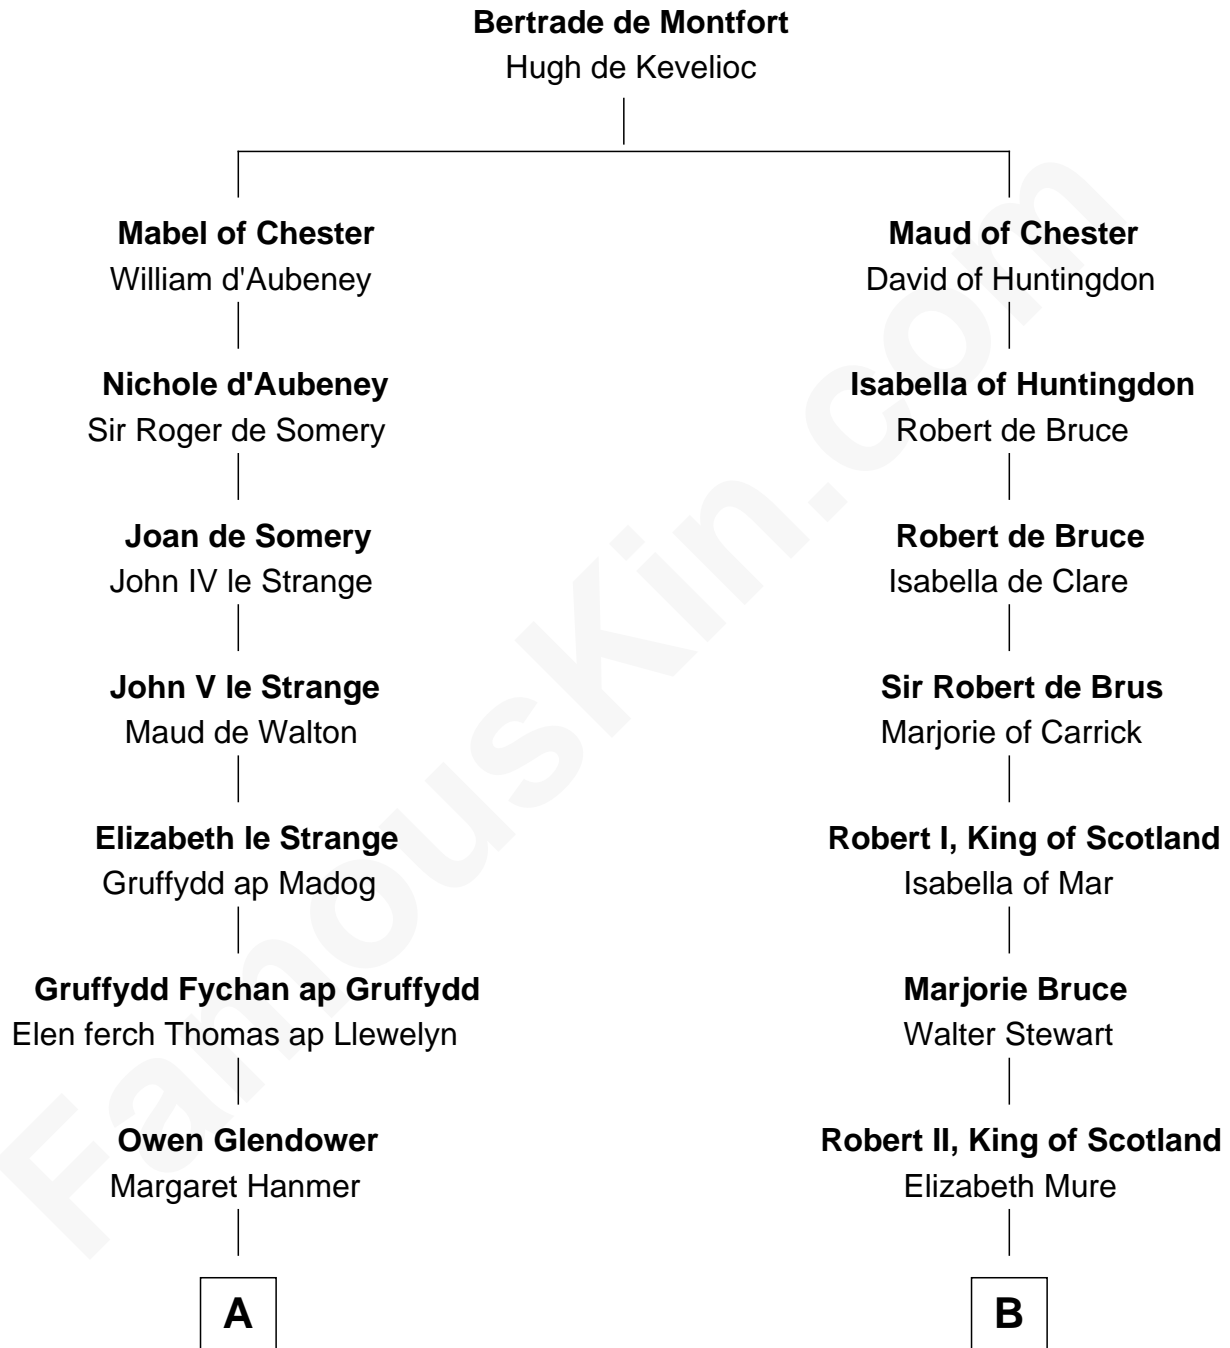 Bertrade de Montfort
Hugh de Kevelioc
Mabel of Chester
William d'Aubeney
Maud of Chester
David of Huntingdon
Nichole d'Aubeney
Sir Roger de Somery
Isabella of Huntingdon
Robert de Bruce
Joan de Somery
John IV le Strange
Robert de Bruce
Isabella de Clare
John V le Strange
Maud de Walton
Sir Robert de Brus
Marjorie of Carrick
Elizabeth le Strange
Gruffydd ap Madog
Robert I, King of Scotland
Isabella of Mar
Gruffydd Fychan ap Gruffydd
Elen ferch Thomas ap Llewelyn
Marjorie Bruce
Walter Stewart
Owen Glendower
Margaret Hanmer
Robert II, King of Scotland
Elizabeth Mure
A
B
FamousKin.com